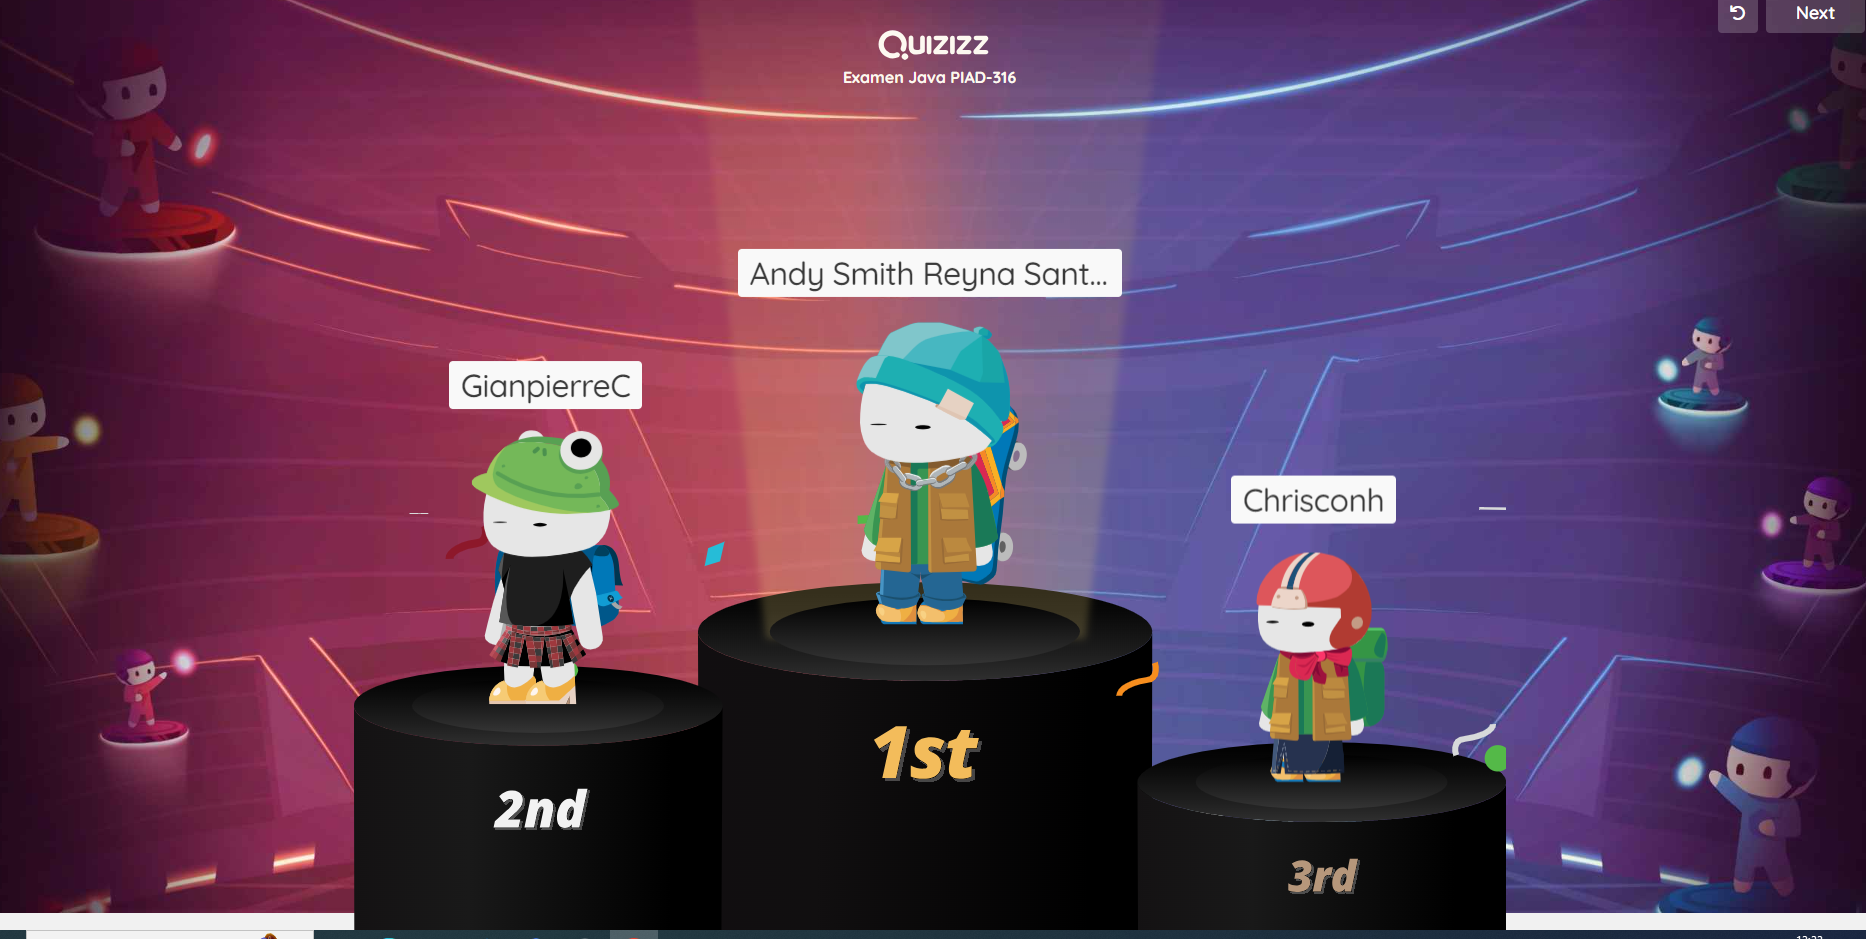 Next
QUIZIZZ
Examen Java PIAD-316
Andy Smith Reyna Sant...
GianpierreC
Chrisconh
1st
2nd
3rd